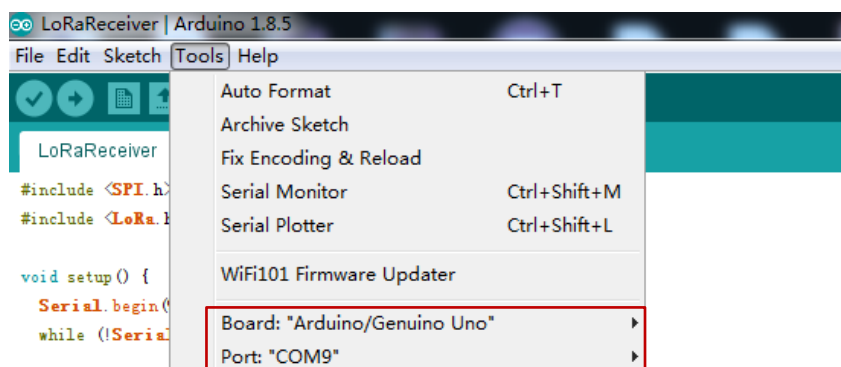 LoRaReceiver | Arduino 1.8.5
File Edit Sketch Tools Help
Auto Format Ctrl+T
Archive Sketch
LoRaReceiver
Fix Encoding & Reload
#include <SPI.h>
Serial Monitor Ctrl+Shift+M
#include <LoRa.
Serial Plotter Ctrl+Shift+L
void setup() {
WiFi101 Firmware Updater
Serial.begin(
Board: "Arduino/Genuino Uno"
while (!Serial
Port: "COM9"